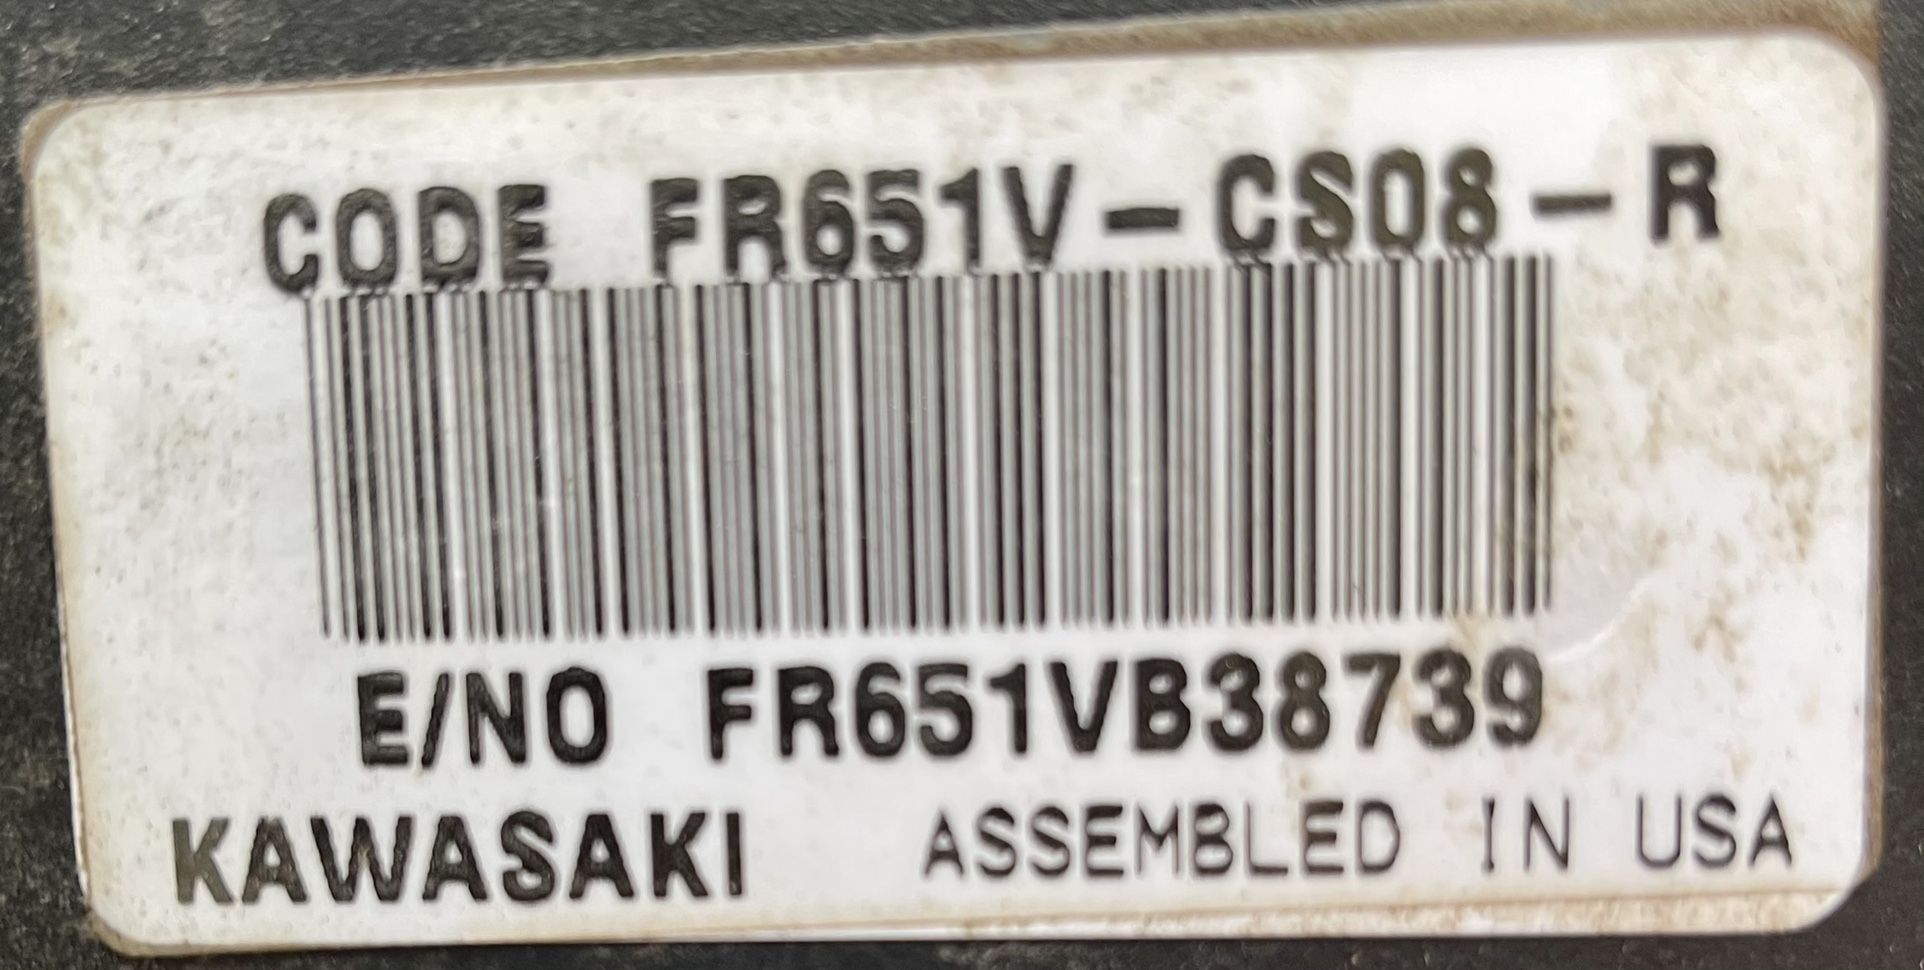 CODE FR651V-CS08-R
E/NO FR651VB38739
KAWASAKI ASSEMBLED IN USA